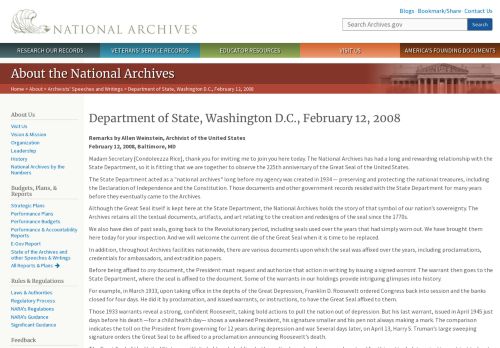 Blogs · Bookmark/Share · Contact Us
NATIONAL ARCHIVES
Search Archives.gov
Search
RESEARCH OUR RECORDS
VETERANS' SERVICE RECORDS
EDUCATOR RESOURCES
VISIT US
AMERICA'S FOUNDING DOCUMENTS
About the National Archives
Home > About > Archivists' Speeches and Writings > Department of State, Washington D.C., February 12, 2008
About Us
Visit Us
Vision & Mission
Organization
Leadership
History
National Archives by the
Numbers
Budgets, Plans, &
Reports
Strategic Plans
Performance Plans
Performance Budgets
Performance & Accountability
Reports
E-Gov Report
State of the Archives and
other Speeches & Writings
All Reports & Plans
Rules & Regulations
Laws & Authorities
Regulatory Process
NARA's Regulations
NARA's Guidance
Significant Guidance
Feedback
Department of State, Washington D.C., February 12, 2008
Remarks by Allen Weinstein, Archivist of the United States
February 12, 2008, Baltimore, MD
Madam Secretary [Condoleezza Rice], thank you for inviting me to join you here today. The National Archives has had a long and rewarding relationship with the
State Department, so it is fitting that we are together to observe the 225th anniversary of the Great Seal of the United States.
The State Department acted as a "national archives" long before my agency was created in 1934 — preserving and protecting the national treasures, including
the Declaration of Independence and the Constitution. Those documents and other government records resided with the State Department for many years
before they eventually came to the Archives.
Although the Great Seal itself is kept here at the State Department, the National Archives holds the story of that symbol of our nation's sovereignty. The
Archives retains all the textual documents, artifacts, and art relating to the creation and redesigns of the seal since the 1770s.
We also have dies of past seals, going back to the Revolutionary period, including seals used over the years that had simply worn out. We have brought them
here today for your inspection. And we will welcome the current die of the Great Seal when it is time to be replaced.
In addition, throughout Archives facilities nationwide, there are various documents upon which the seal was affixed over the years, including proclamations,
credentials for ambassadors, and extradition papers.
Before being affixed to any document, the President must request and authorize that action in writing by issuing a signed warrant. The warrant then goes to the
State Department, where the seal is affixed to the document. Some of the warrants in our holdings provide intriguing glimpses into history.
For example, in March 1933, upon taking office in the depths of the Great Depression, Franklin D. Roosevelt ordered Congress back into session and the banks
closed for four days. He did it by proclamation, and issued warrants, or instructions, to have the Great Seal affixed to them.
Those 1933 warrants reveal a strong, confident Roosevelt, taking bold actions to pull the nation out of depression. But his last warrant, issued in April 1945 just
days before his death —for a child health day— shows a weakened President, his signature smaller and his pen not always making a mark. The comparison
indicates the toll on the President from governing for 12 years during depression and war Several days later, on April 13, Harry S. Truman's large sweeping
signature orders the Great Seal to be affixed to a proclamation announcing Roosevelt's death.